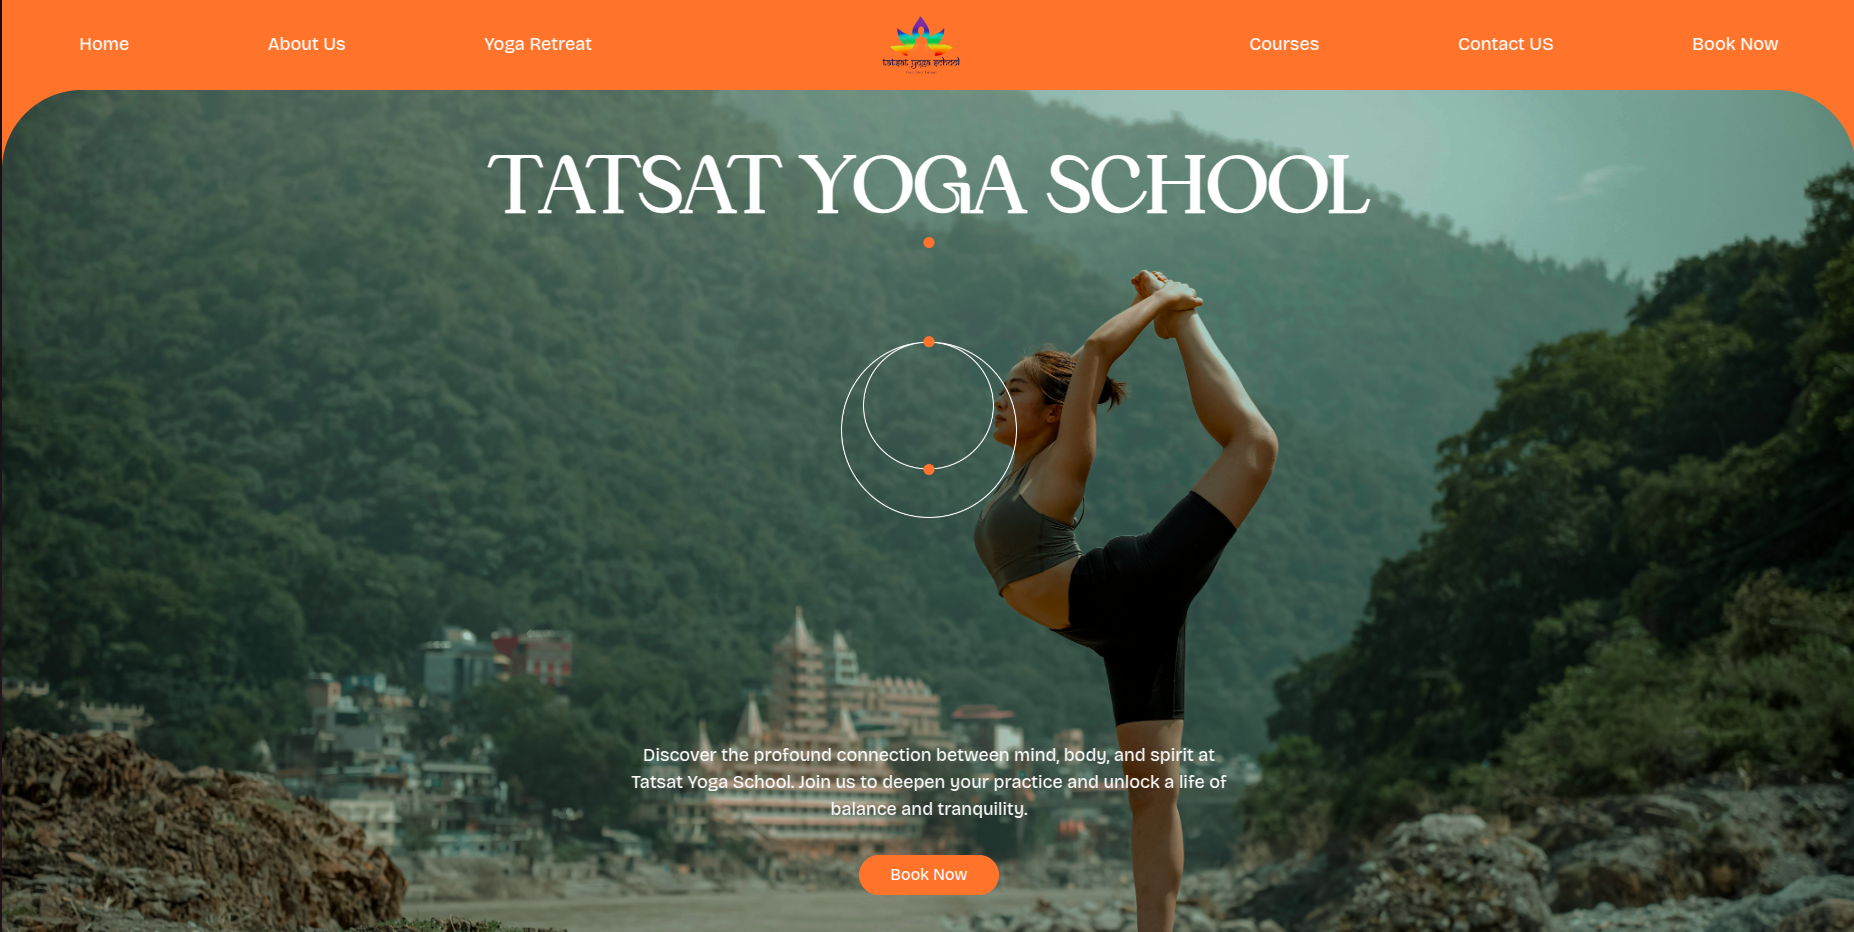 Home
About Us
Yoga Retreat
tatsat yoga school
Courses
Contact US
Book Now
TATSAT YOGA SCHOOL
Discover the profound connection between mind, body, and spirit at
Tatsat Yoga School. Join us to deepen your practice and unlock a life of
balance and tranquility.
Book Now